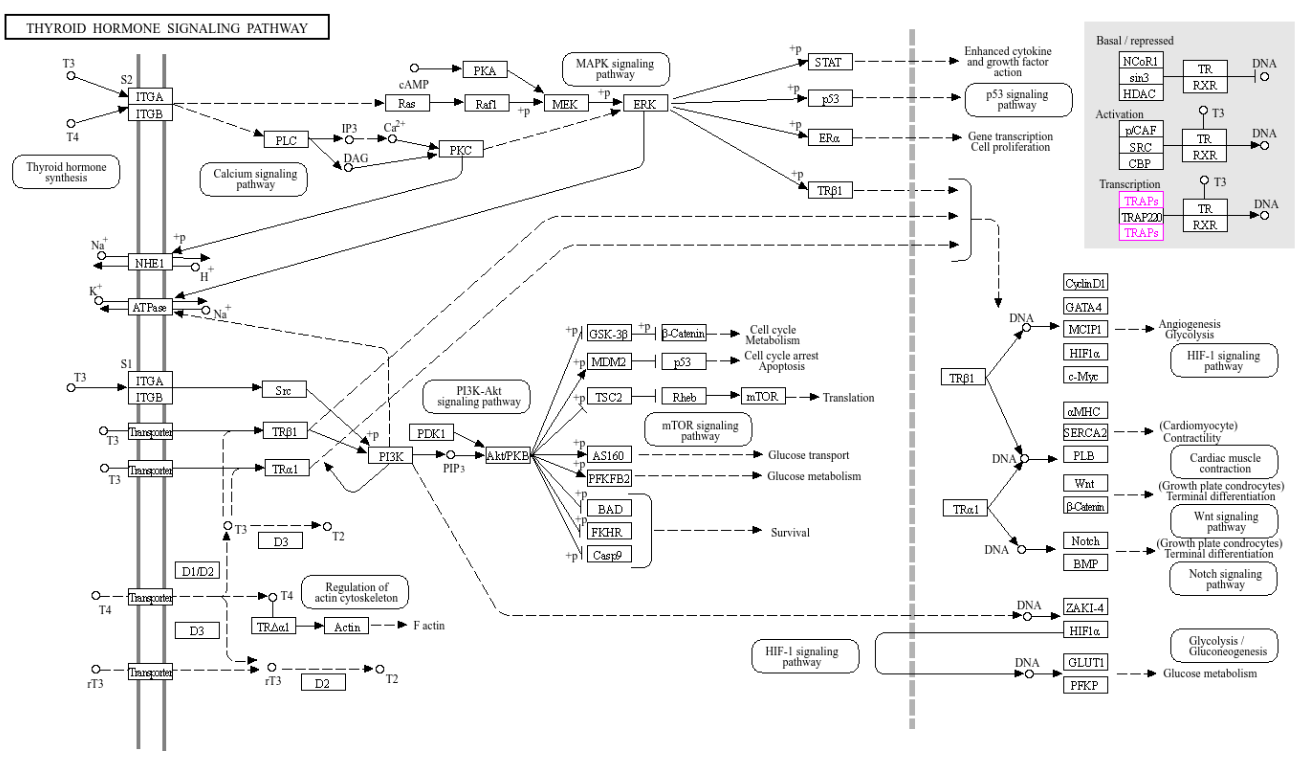 THYROID HORMONE SIGNALING PATHWAY
T3
T4
S2
ITGA
ITGB
Thyroid hormone
synthesis
cAMP
PKA
Ras
Raf1
+p
MEK
+p
ERK
MAPK signaling
pathway
PLC
IP3
Ca2+
DAG
PKC
Calcium signaling
pathway
+p
STAT
Enhanced cytokine
and growth factor
action
+p
p53
p53 signaling
pathway
+p
ERα
Gene transcription
Cell proliferation
+p
TRβ1
Basal / repressed
NCoR1
sin3
HDAC
TR
RXR
DNA
Activation
p/CAF
SRC
CBP
T3
TR
RXR
DNA
Transcription
TRAPs
TRAP220
TRAPs
T3
TR
RXR
DNA
Na+
+p
NHE1
H+
K+
ATPase
Na+
S1
T3
ITGA
ITGB
Src
T3
Transporter
TRβ1
T3
Transporter
TRα1
+p
PI3K
PIP3
PDK1
Akt/PKB
PI3K-Akt
signaling pathway
+p
GSK-3β
+p
β-Catenin
Cell cycle
Metabolism
+p
MDM2
p53
Cell cycle arrest
Apoptosis
+p
TSC2
Rheb
mTOR
Translation
mTOR signaling
pathway
+p
AS160
Glucose transport
+p
PFKFB2
Glucose metabolism
+p
BAD
+p
FKHR
+p
Casp9
Survival
T3
D3
T2
D1/D2
T4
Transporter
T4
Regulation of
actin cytoskeleton
D3
TRΔα1
Actin
F actin
rT3
Transporter
rT3
D2
T2
TRβ1
TRα1
DNA
CyclinD1
GATA4
MCIP1
HIF1α
c-Myc
Angiogenesis
Glycolysis
HIF-1 signaling
pathway
DNA
αMHC
SERCA2
PLB
Wnt
β-Catenin
(Cardiomyocyte)
Contractility
Cardiac muscle
contraction
(Growth plate condrocytes)
Terminal differentiation
Wnt signaling
pathway
DNA
Notch
BMP
(Growth plate condrocytes)
Terminal differentiation
Notch signaling
pathway
DNA
ZAKI-4
HIF1α
HIF-1 signaling
pathway
Glycolysis /
Gluconeogenesis
DNA
GLUT1
PFKP
Glucose metabolism